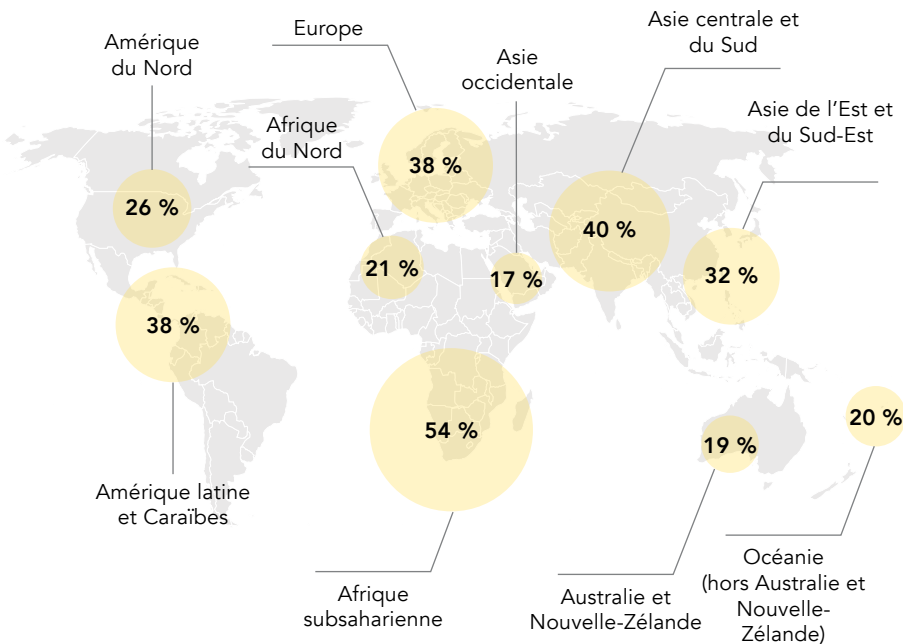 Amérique
du Nord
Europe
Asie
occidentale
Asie centrale et
du Sud
Asie de l'Est et
du Sud-Est
Afrique
du Nord
38 %
26 %
21 %
17 %
40 %
32 %
38 %
54 %
19 %
20 %
Amérique latine
et Caraïbes
Afrique
subsaharienne
Australie et
Nouvelle-Zélande
Océanie
(hors Australie et
Nouvelle-
Zélande)